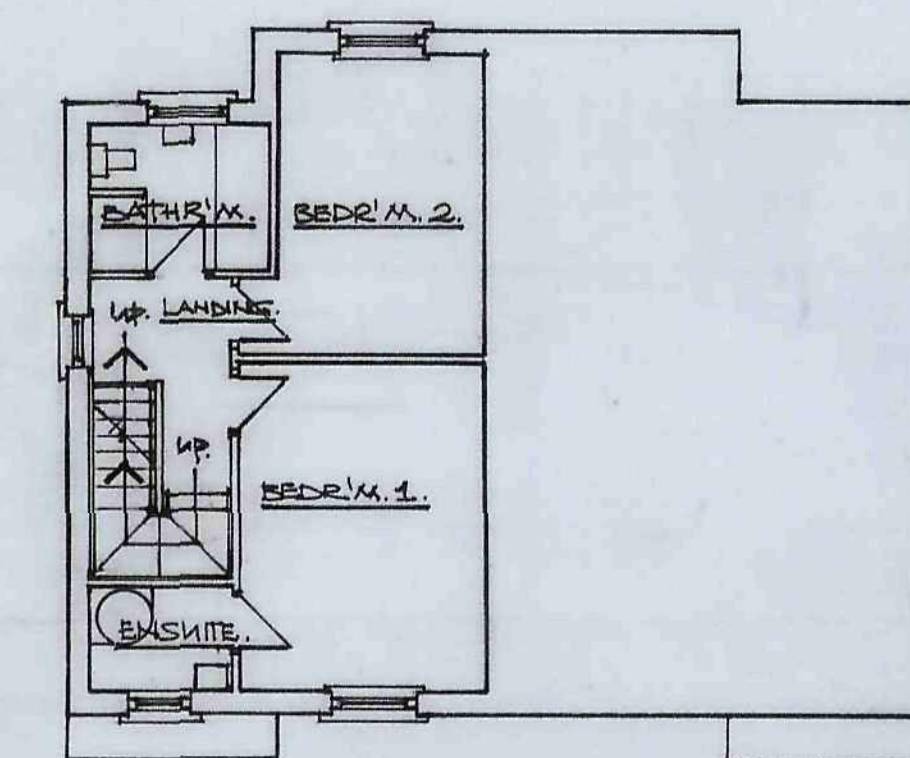 BATHR'M.
BEDR'M. 2.
UP.
LANDING.
UP.
BEDR'M. 1.
ENSUITE.